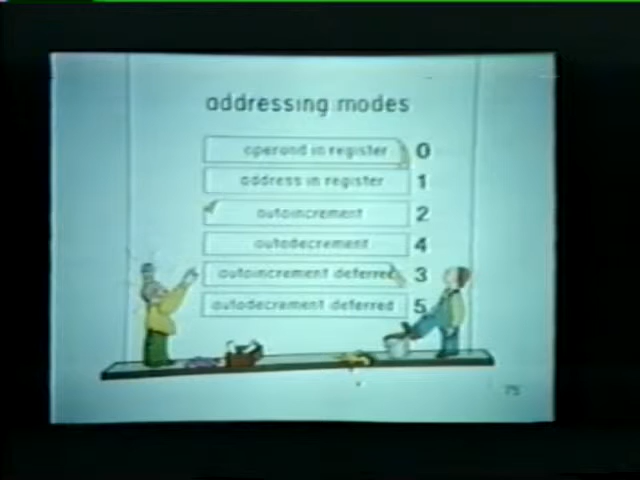 addressing modes
operand in register 0
address in register 1
autoincrement 2
autodecrement 4
autoincrement deferred 3
autodecrement deferred 5
75